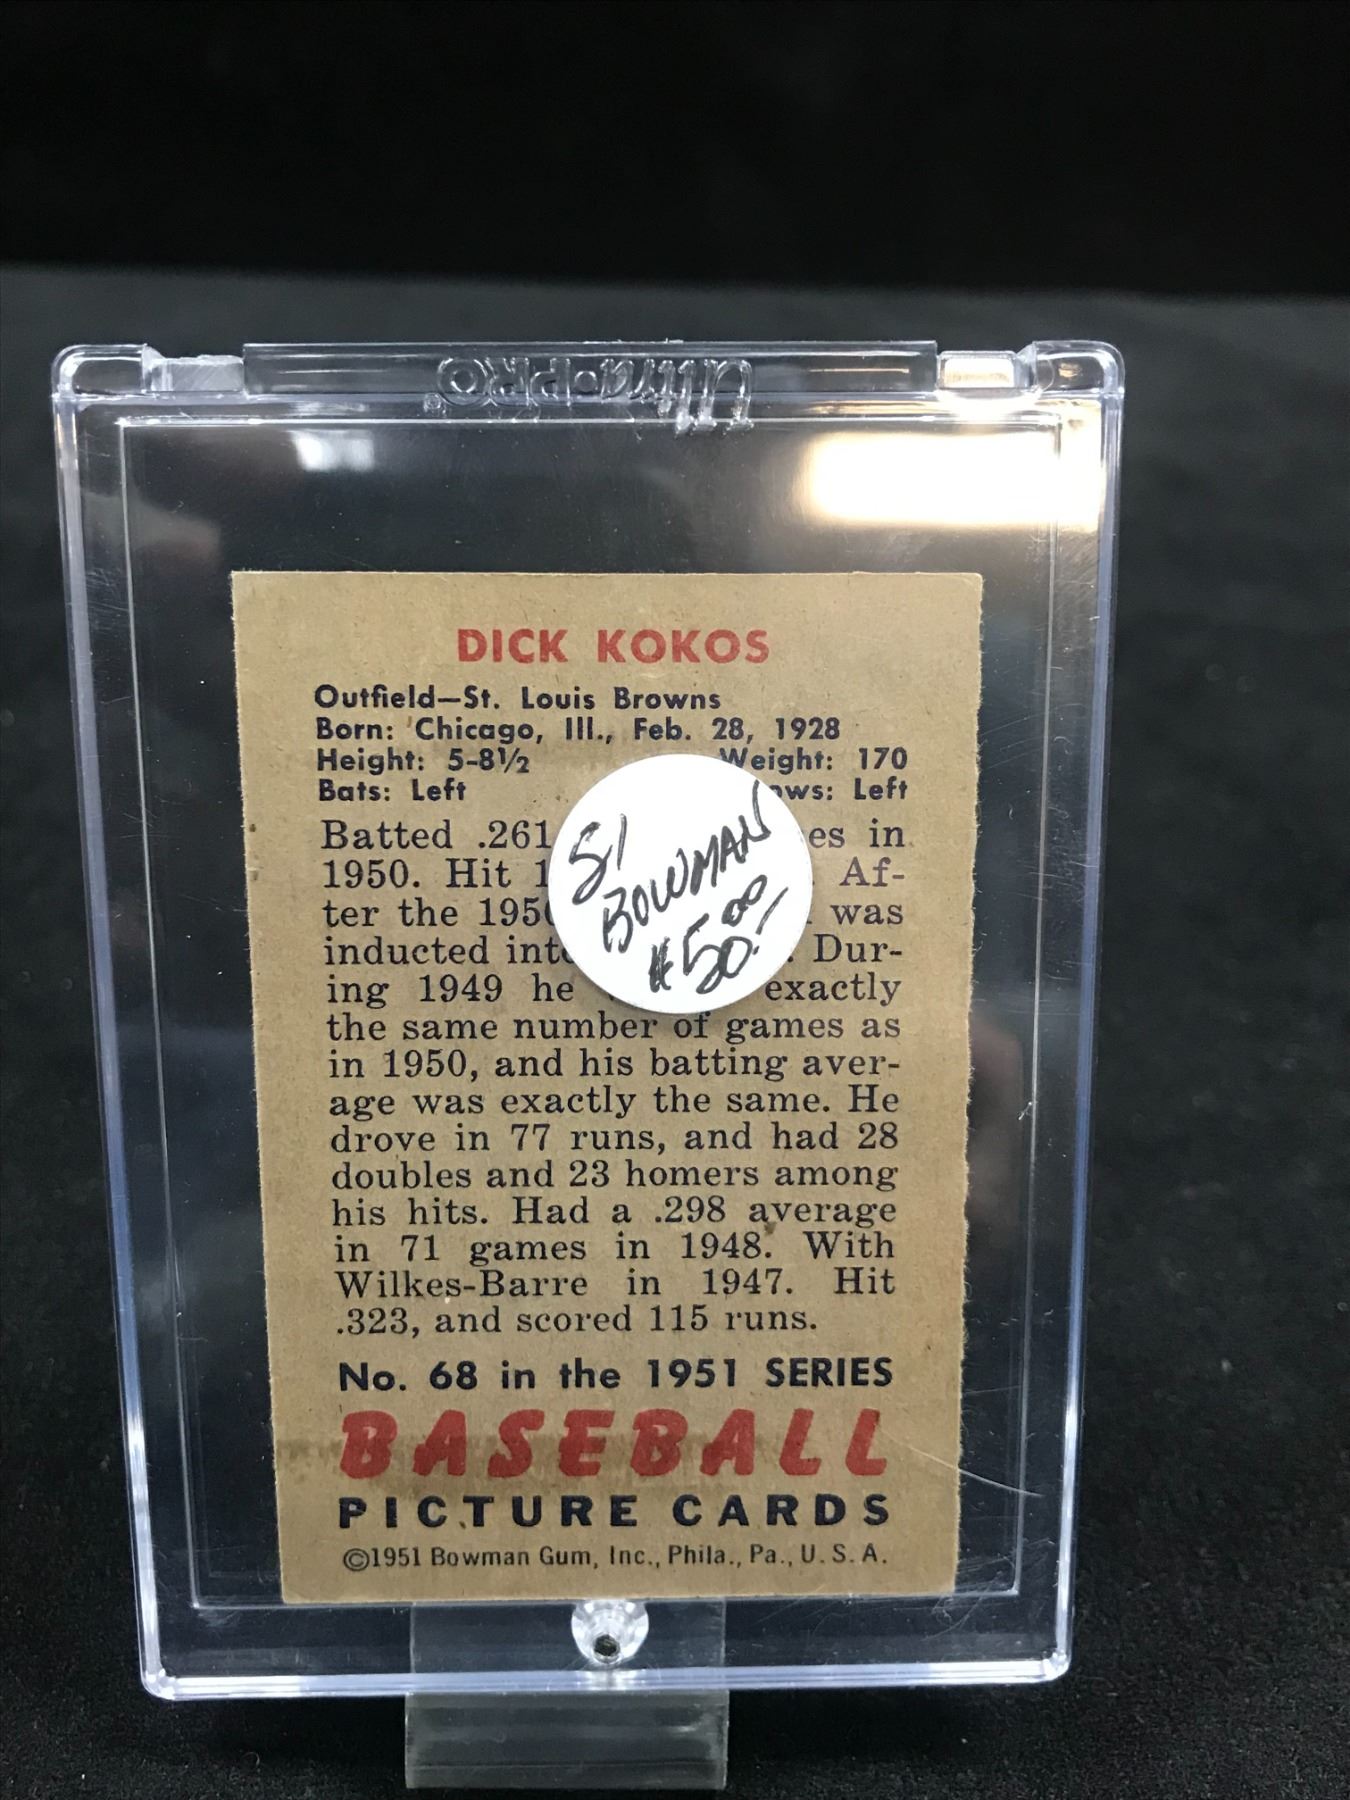 Ultra•PRO®
DICK KOKOS
Outfield—St. Louis Browns
Born: Chicago, Ill., Feb. 28, 1928
Height: 5-8½ Weight: 170
Bats: Left ows: Left
Batted .261 es in
1950. Hit 1 . Af-
ter the 195 was
inducted int . Dur-
ing 1949 he exactly
the same number of games as
in 1950, and his batting aver-
age was exactly the same. He
drove in 77 runs, and had 28
doubles and 23 homers among
his hits. Had a .298 average
in 71 games in 1948. With
Wilkes-Barre in 1947. Hit
.323, and scored 115 runs.
No. 68 in the 1951 SERIES
BASEBALL
PICTURE CARDS
©1951 Bowman Gum, Inc., Phila., Pa., U. S. A.
51
BOWMAN
$50.00